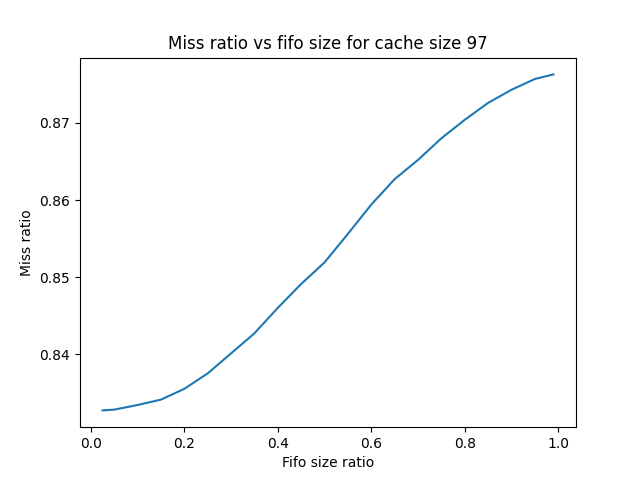 Miss ratio vs fifo size for cache size 97
0.87
0.86
0.85
0.84
Miss ratio
0.0 0.2 0.4 0.6 0.8 1.0
Fifo size ratio